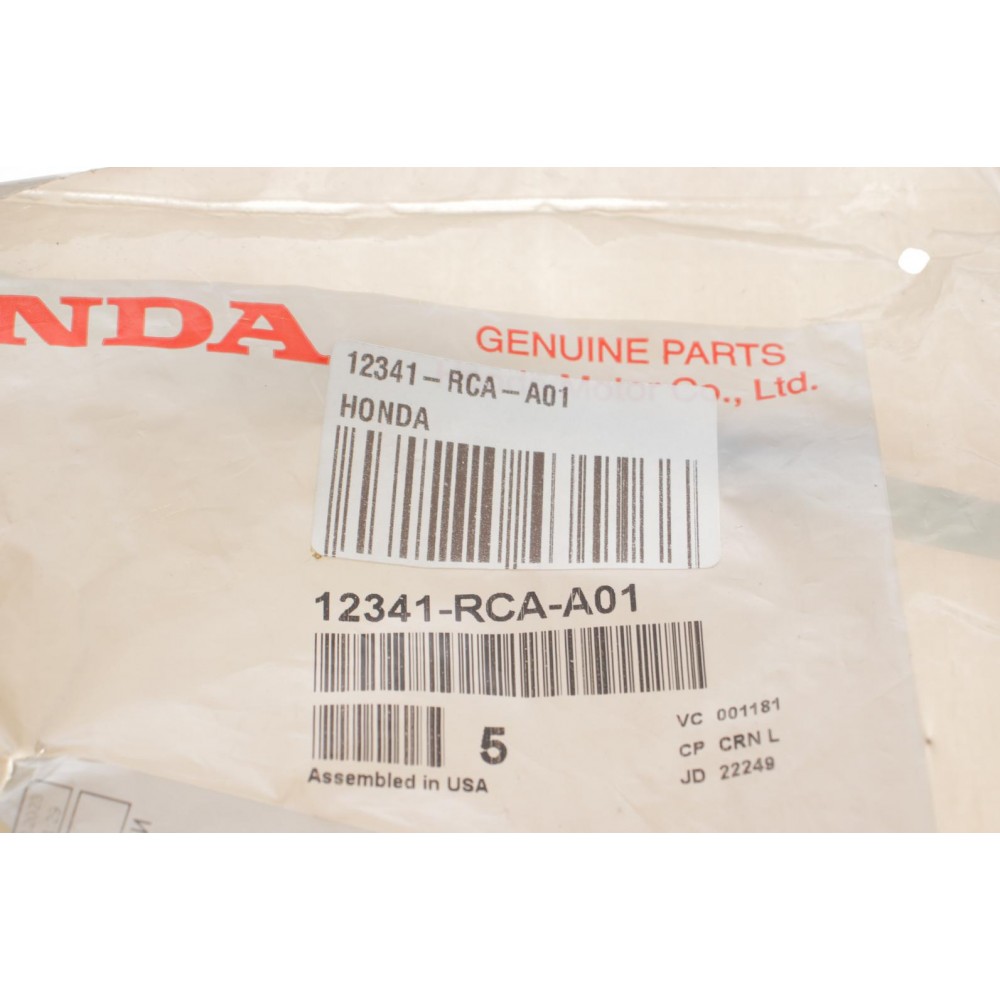 NDA
GENUINE PARTS
Motor Co., Ltd.
12341-RCA-A01
HONDA
12341-RCA-A01
5
Assembled in USA
VC 001181
CP CRN L
JD 22249